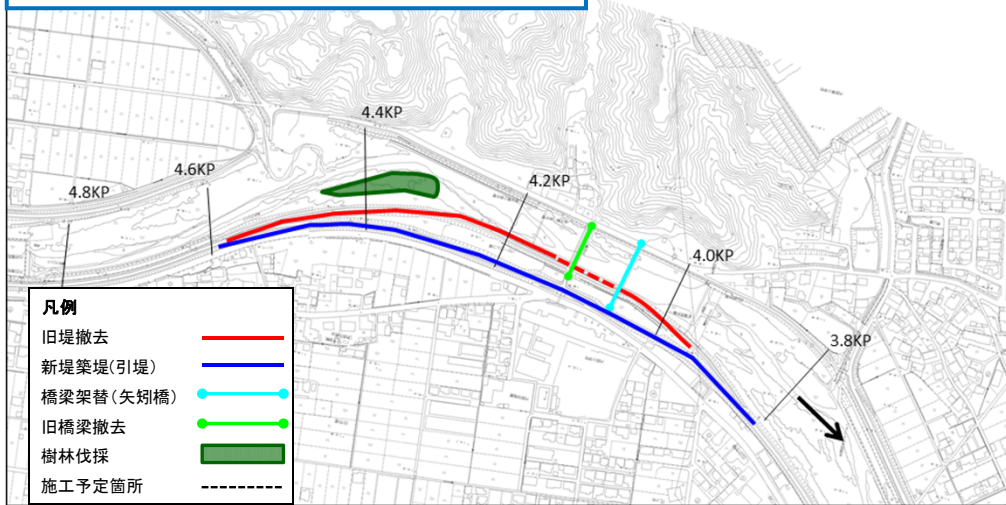 4.4KP
4.6KP
4.2KP
4.8KP
4.0KP
3.8KP
凡例
旧堤撤去
新堤築堤(引堤)
橋梁架替(矢矧橋)
旧橋梁撤去
樹林伐採
施工予定箇所